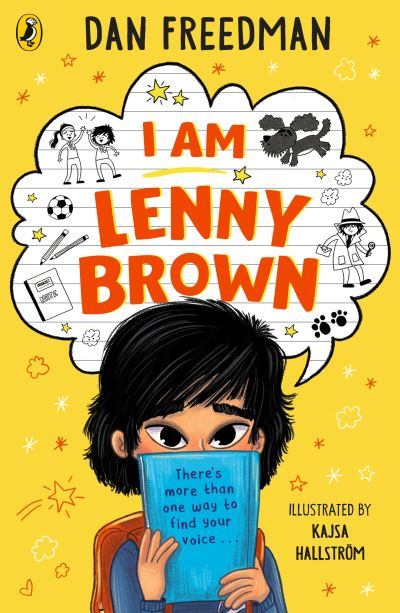 DAN FREEDMAN
I AM
LENNY
BROWN
There's
more than
one way to
find your
voice . . .
ILLUSTRATED BY
KAJSA
HALLSTRÖM